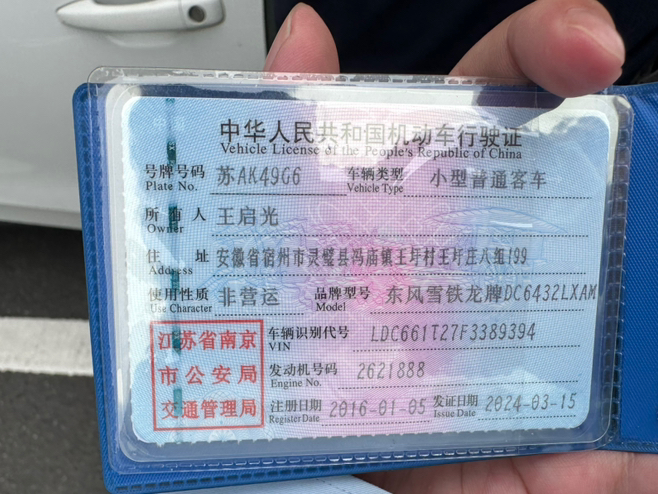 中华人民共和国机动车行驶证
Vehicle License of the People's Republic of China
号牌号码 Plate No. 苏AK49G6 车辆类型 Vehicle Type 小型普通客车
所有人 Owner 王启光
住址 Address 安徽省宿州市灵璧县冯庙镇王圩村王圩庄八组199
使用性质 Use Character 非营运 品牌型号 Model 东风雪铁龙牌DC6432LXAM
江苏省南京
市公安局
交通管理局
车辆识别代号 VIN LDC661T27F3389394
发动机号码 Engine No. 2621888
注册日期 Register Date 2016-01-05 发证日期 Issue Date 2024-03-15